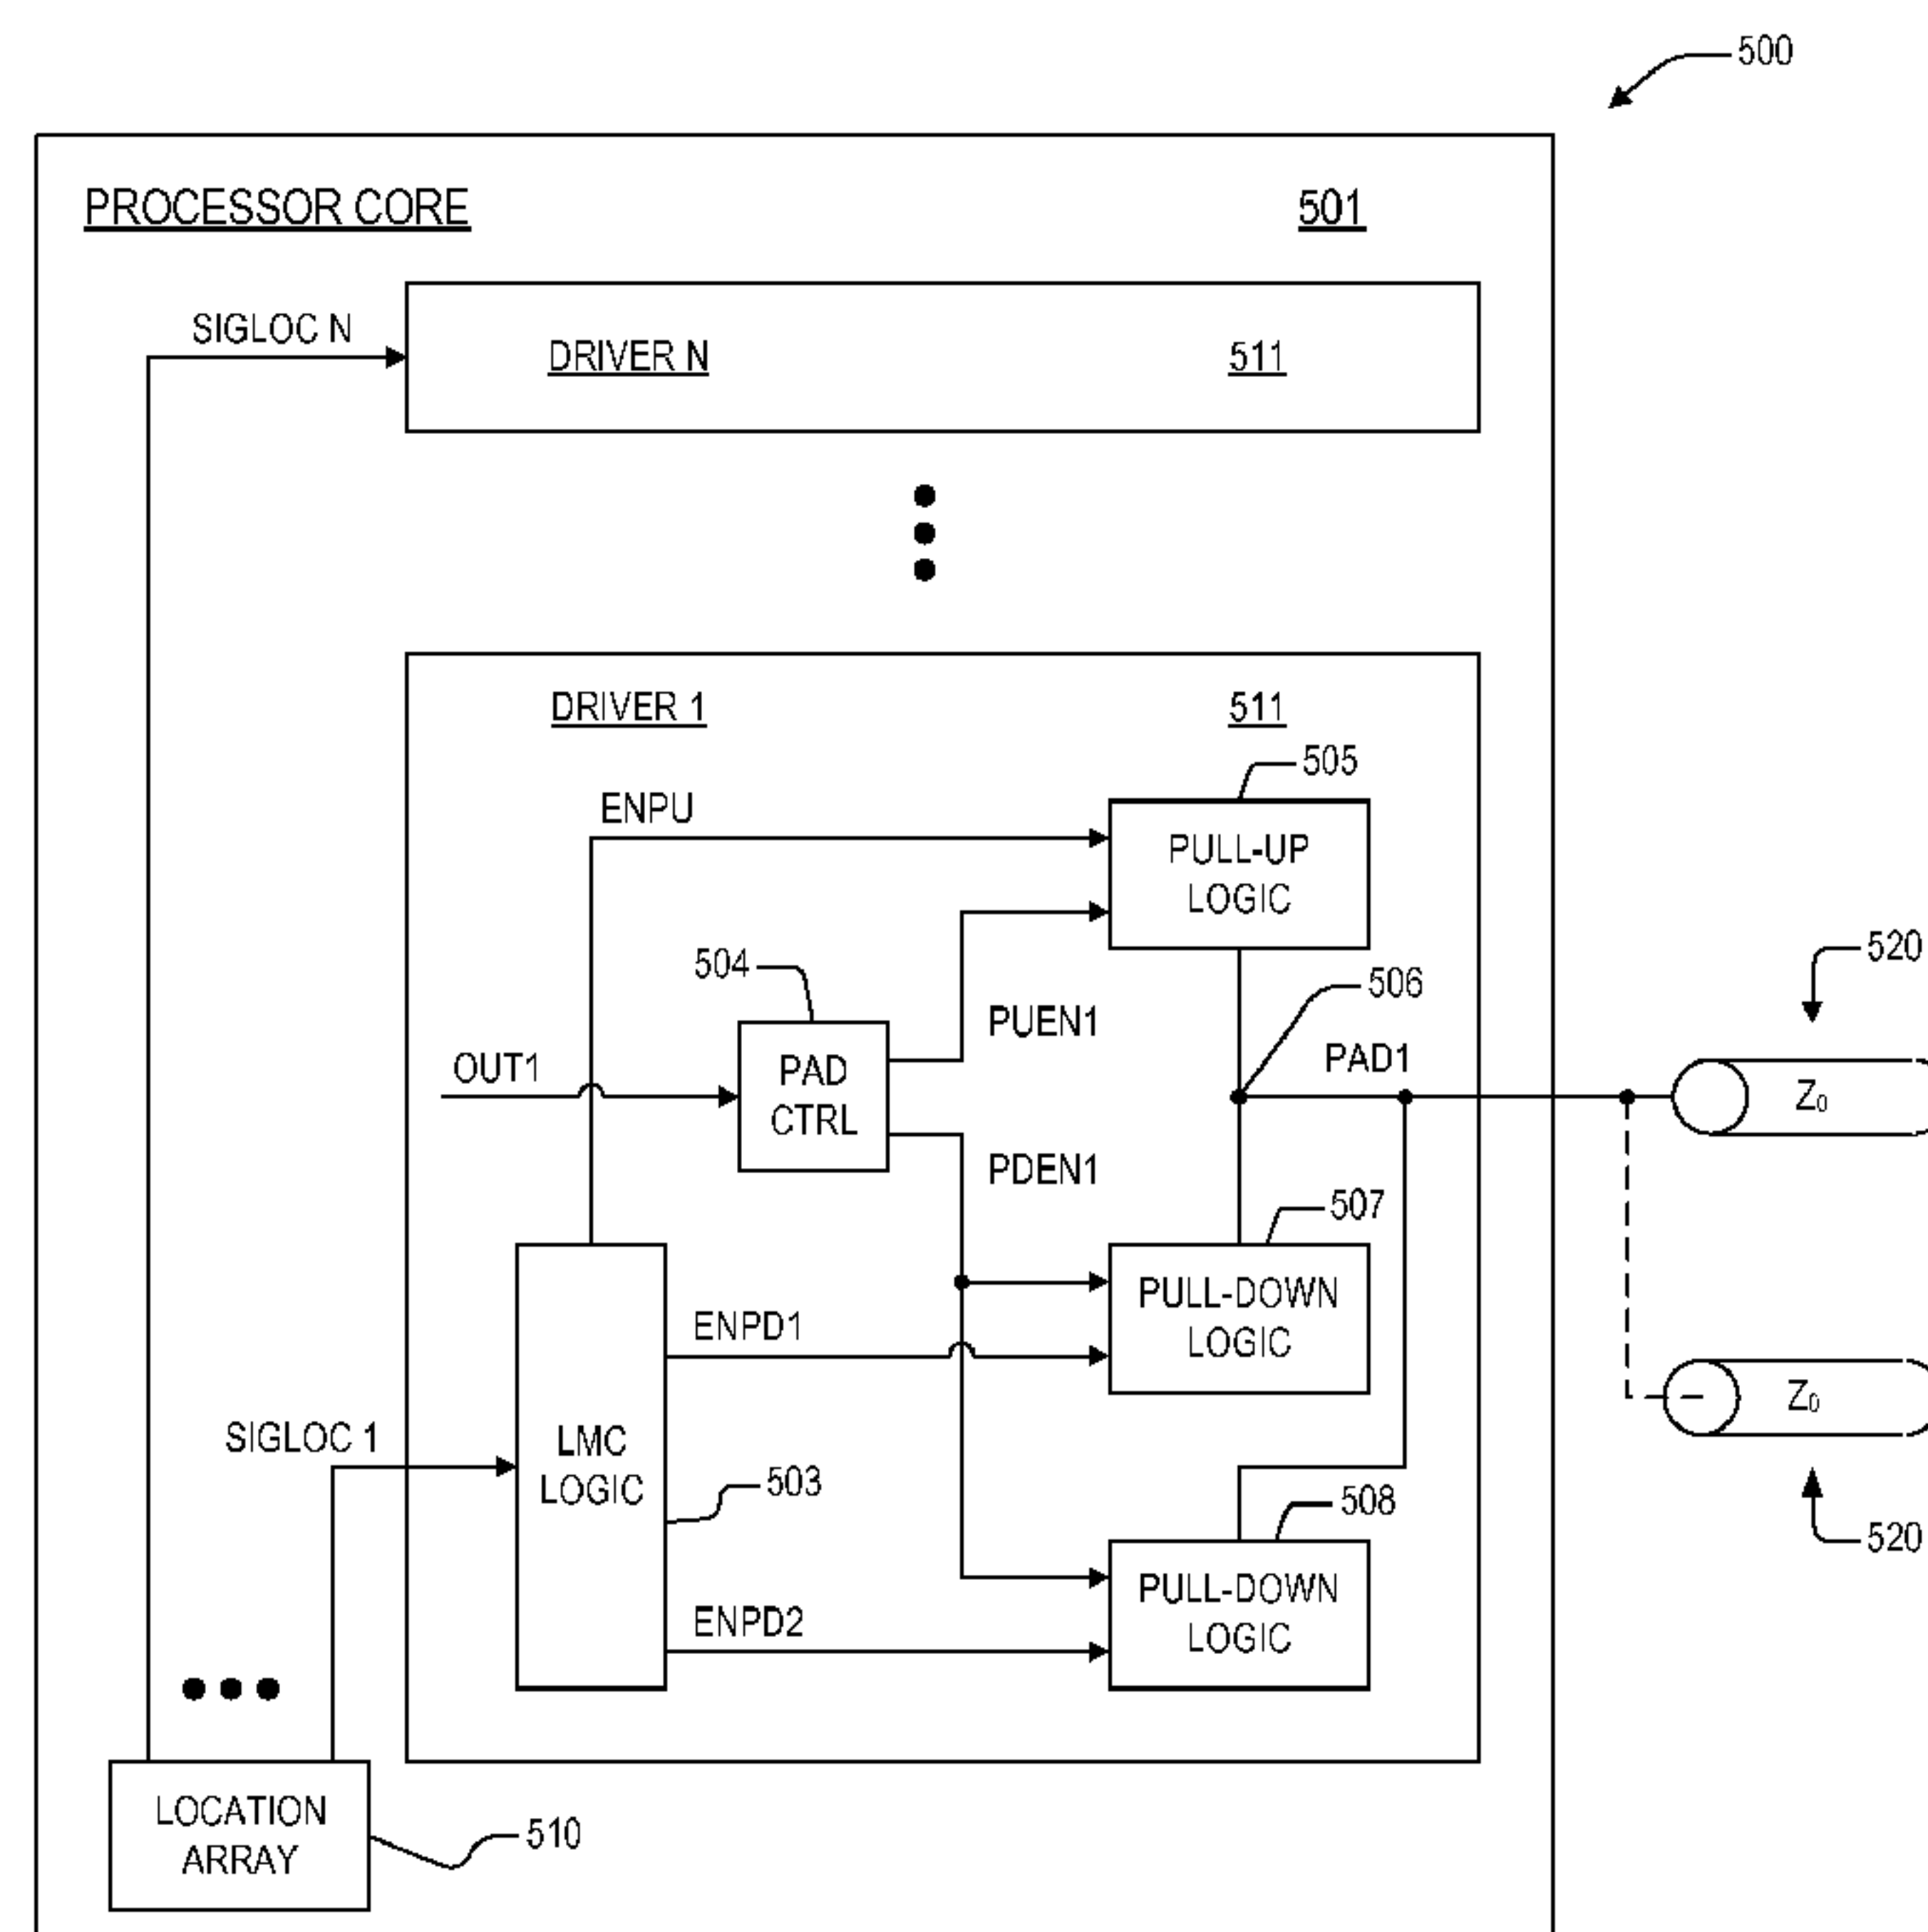 500
PROCESSOR CORE 501
SIGLOC N
DRIVER N 511
DRIVER 1 511
505
ENPU
PULL-UP
LOGIC
504
520
506
PUEN1
OUT1
PAD
CTRL
PAD1
Z0
PDEN1
507
PULL-DOWN
LOGIC
ENPD1
Z0
SIGLOC 1
LMC
LOGIC
503
508
520
PULL-DOWN
LOGIC
ENPD2
LOCATION
ARRAY
510